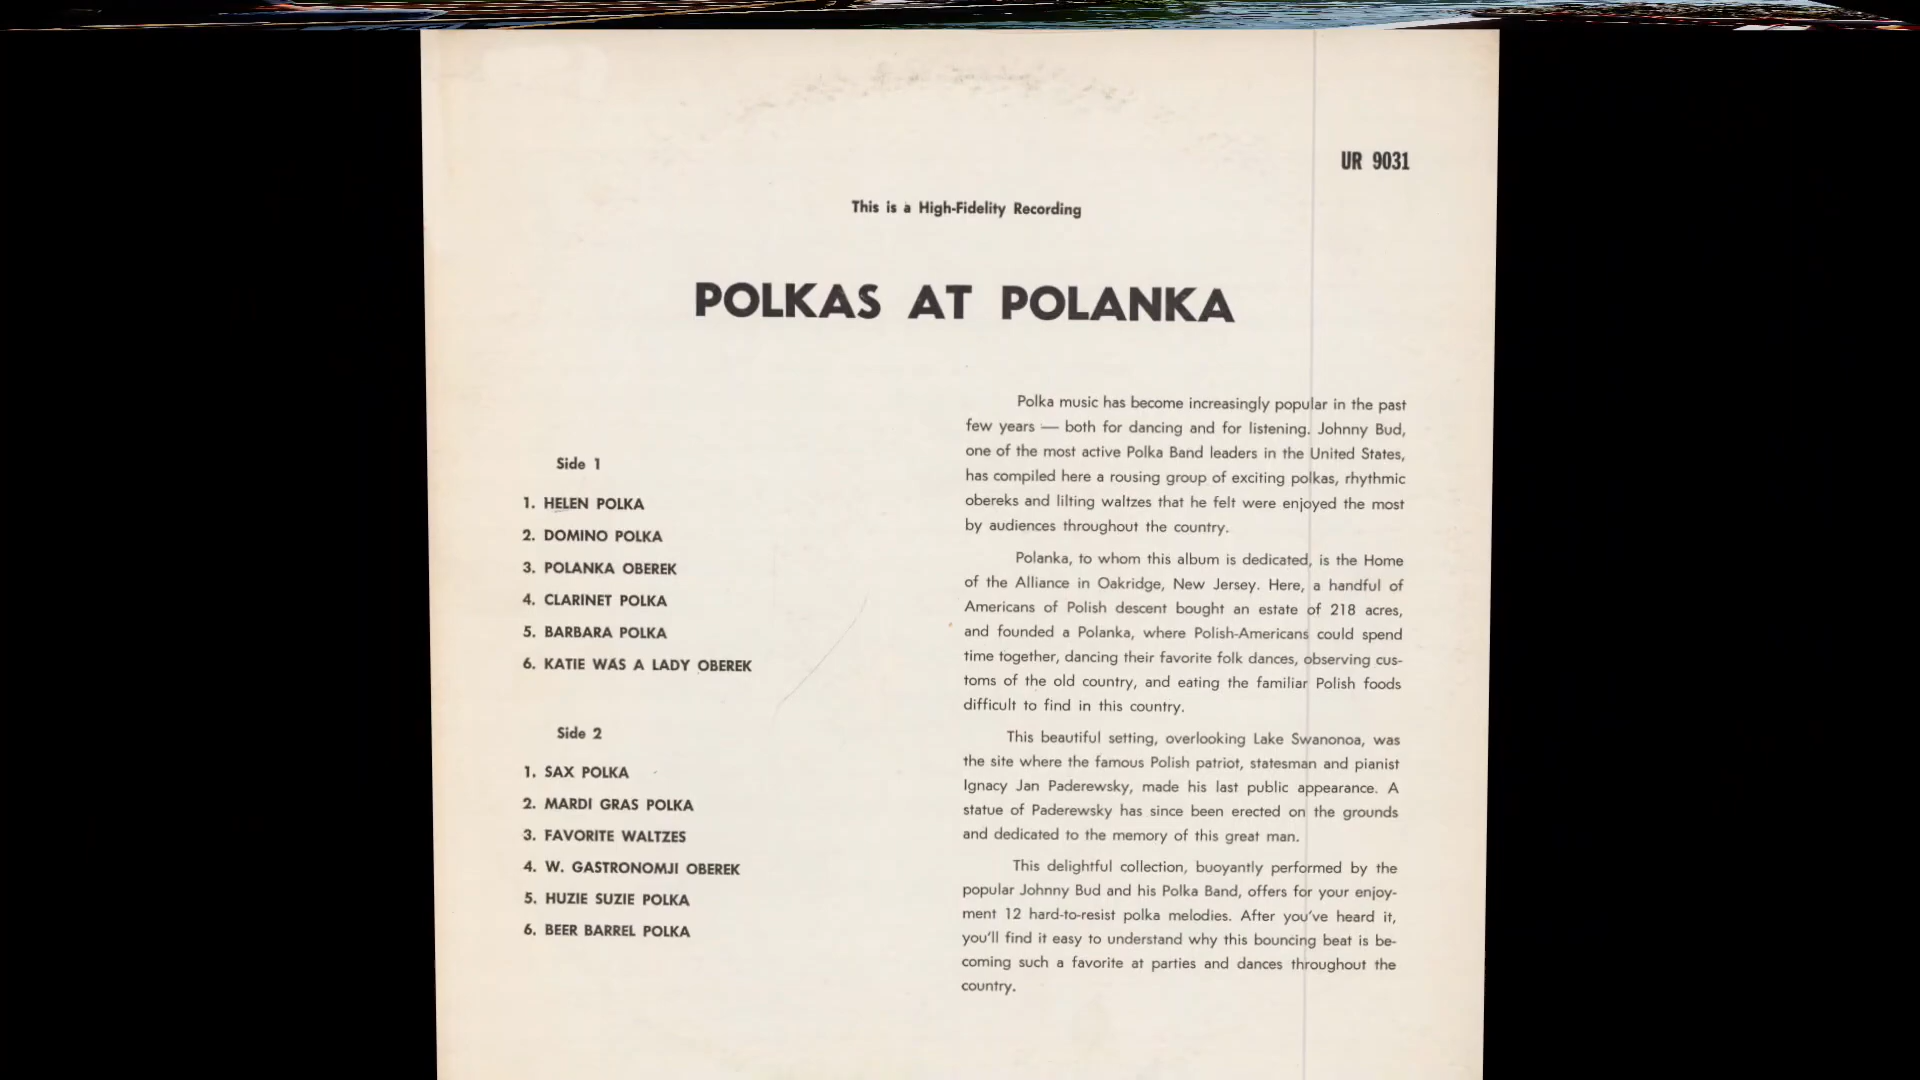 UR 9031
This is a High-Fidelity Recording
POLKAS AT POLANKA
Side 1
1. HELEN POLKA
2. DOMINO POLKA
3. POLANKA OBEREK
4. CLARINET POLKA
5. BARBARA POLKA
6. KATIE WAS A LADY OBEREK
Side 2
1. SAX POLKA
2. MARDI GRAS POLKA
3. FAVORITE WALTZES
4. W. GASTRONOMJI OBEREK
5. HUZIE SUZIE POLKA
6. BEER BARREL POLKA
Polka music has become increasingly popular in the past
few years — both for dancing and for listening. Johnny Bud,
one of the most active Polka Band leaders in the United States,
has compiled here a rousing group of exciting polkas, rhythmic
obereks and lilting waltzes that he felt were enjoyed the most
by audiences throughout the country.
Polanka, to whom this album is dedicated, is the Home
of the Alliance in Oakridge, New Jersey. Here, a handful of
Americans of Polish descent bought an estate of 218 acres,
and founded a Polanka, where Polish-Americans could spend
time together, dancing their favorite folk dances, observing cus-
toms of the old country, and eating the familiar Polish foods
difficult to find in this country.
This beautiful setting, overlooking Lake Swanonoa, was
the site where the famous Polish patriot, statesman and pianist
Ignacy Jan Paderewsky, made his last public appearance. A
statue of Paderewsky has since been erected on the grounds
and dedicated to the memory of this great man.
This delightful collection, buoyantly performed by the
popular Johnny Bud and his Polka Band, offers for your enjoy-
ment 12 hard-to-resist polka melodies. After you've heard it,
you'll find it easy to understand why this bouncing beat is be-
coming such a favorite at parties and dances throughout the
country.